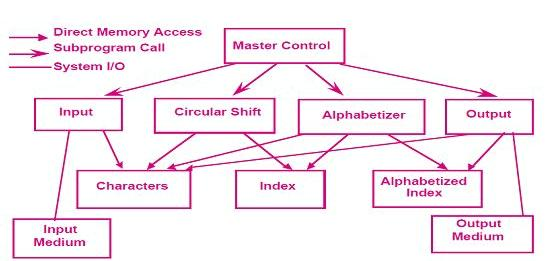 Direct Memory Access
Subprogram Call
System I/O
Master Control
Input
Circular Shift
Alphabetizer
Output
Characters
Index
Alphabetized
Index
Input
Medium
Output
Medium